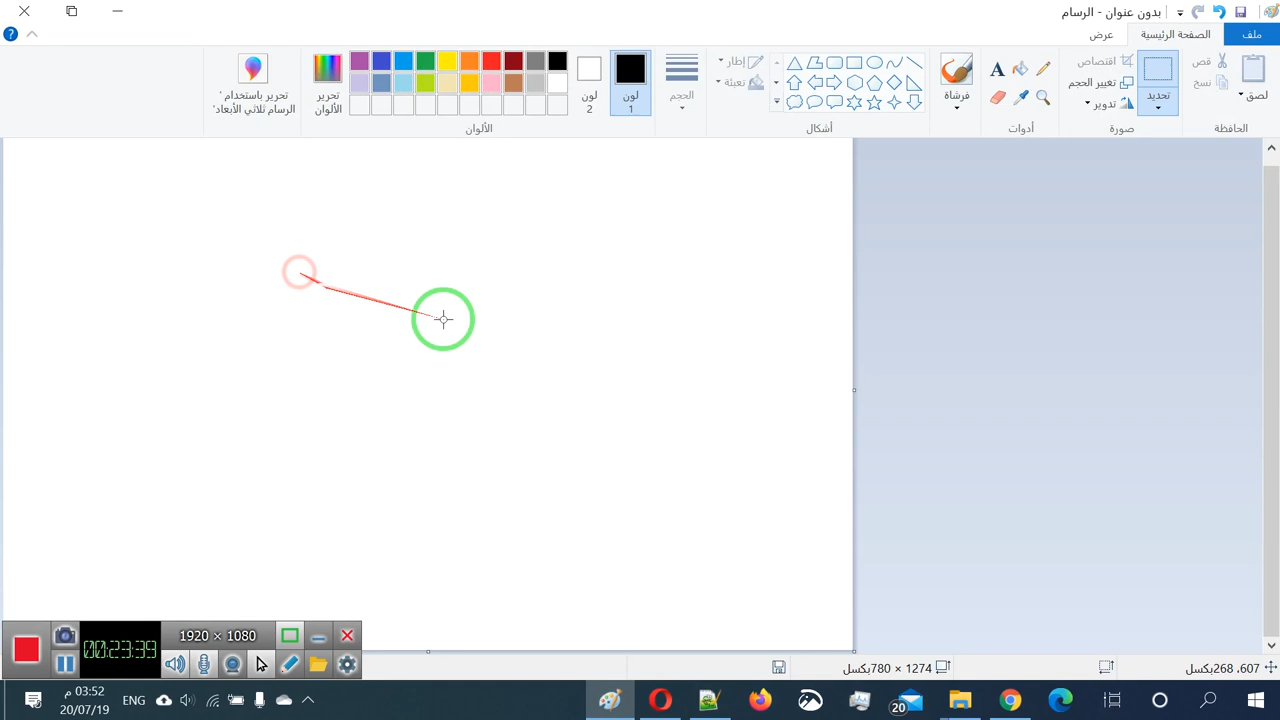 بدون عنوان - الرسام
ملف
الصفحة الرئيسية
عرض
لصق
قص
نسخ
الحافظة
تحديد
اقتصاص
تغيير الحجم
تدوير
صورة
أدوات
فرشاة
أشكال
إطار
تعبئة
الحجم
لون 1
لون 2
الألوان
تحرير الألوان
تحرير باستخدام '
الرسام ثلاثي الأبعاد'
1920 × 1080
00:23:39
607، 268بكسل
1274 × 780بكسل
20
ENG
03:52 م
20/07/19